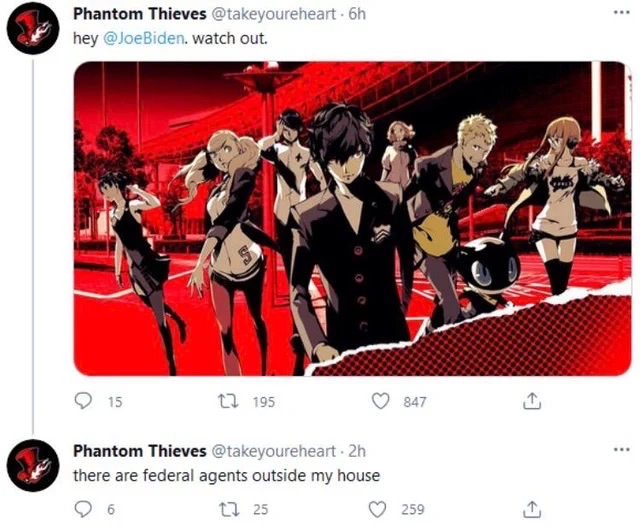 Phantom Thieves @takeyoureheart · 6h
hey @JoeBiden. watch out.
S
15 195 847
Phantom Thieves @takeyoureheart · 2h
there are federal agents outside my house
6 25 259